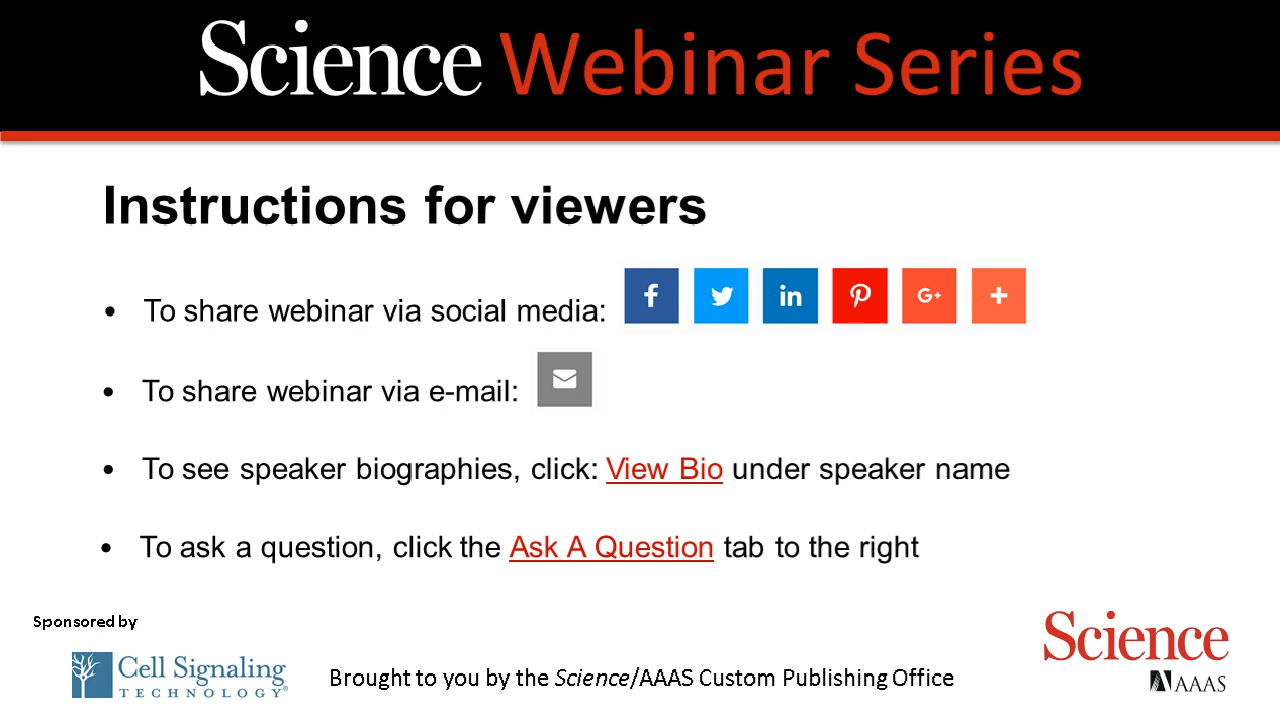 Science Webinar Series
Instructions for viewers
• To share webinar via social media: f in G+ +
• To share webinar via e-mail:
• To see speaker biographies, click: View Bio under speaker name
• To ask a question, click the Ask A Question tab to the right
Sponsored by
Cell Signaling
TECHNOLOGY®
Brought to you by the Science/AAAS Custom Publishing Office
Science
AAAS